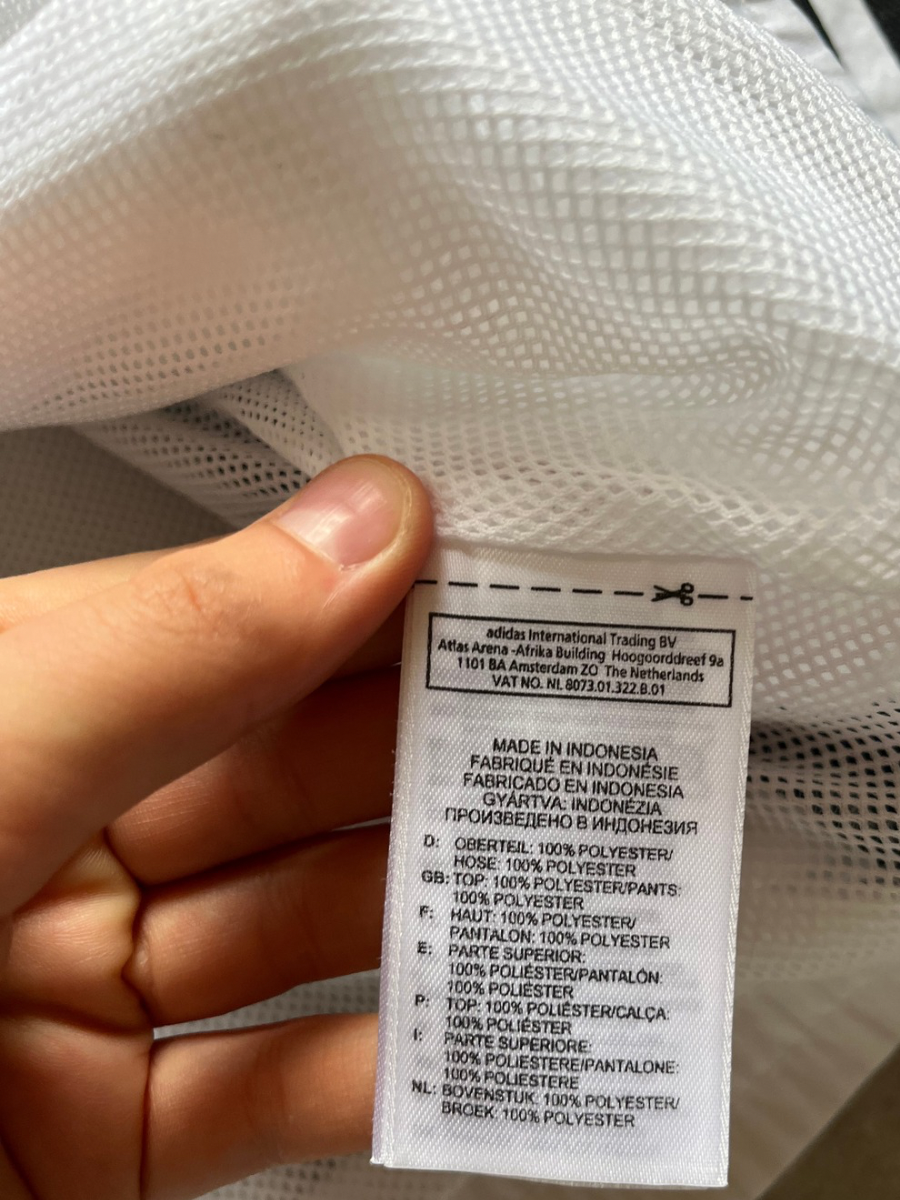 adidas International Trading BV
Atlas Arena -Afrika Building Hoogoorddreef 9a
1101 BA Amsterdam ZO The Netherlands
VAT NO. NL 8073.01.322.B.01
MADE IN INDONESIA
FABRIQUÉ EN INDONÉSIE
FABRICADO EN INDONESIA
GYÁRTVA: INDONÉZIA
ПРОИЗВЕДЕНО В ИНДОНЕЗИЯ
D: OBERTEIL: 100% POLYESTER/
HOSE: 100% POLYESTER
GB: TOP: 100% POLYESTER/PANTS:
100% POLYESTER
F: HAUT: 100% POLYESTER/
PANTALON: 100% POLYESTER
E: PARTE SUPERIOR:
100% POLIÉSTER/PANTALÓN:
100% POLIÉSTER
P: TOP: 100% POLIÉSTER/CALÇA:
100% POLIÉSTER
I: PARTE SUPERIORE:
100% POLIESTERE/PANTALONE:
100% POLIESTERE
NL: BOVENSTUK: 100% POLYESTER/
BROEK: 100% POLYESTER